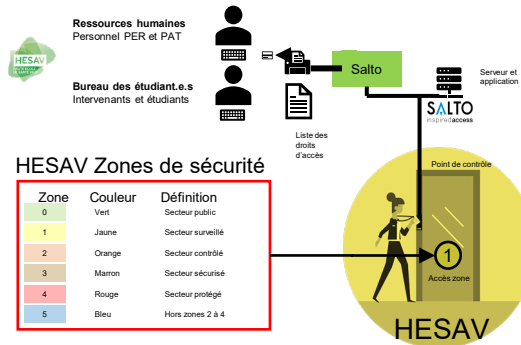 Ressources humaines
Personnel PER et PAT
HESAV
Bureau des étudiant.e.s
Intervenants et étudiants
Salto
Serveur et
application
SALTO
inspiredaccess
Liste des
droits
d'accès
HESAV Zones de sécurité
Zone Couleur Définition
0 Vert Secteur public
1 Jaune Secteur surveillé
2 Orange Secteur contrôlé
3 Marron Secteur sécurisé
4 Rouge Secteur protégé
5 Bleu Hors zones 2 à 4
Point de contrôle
1
Accès zone
HESAV